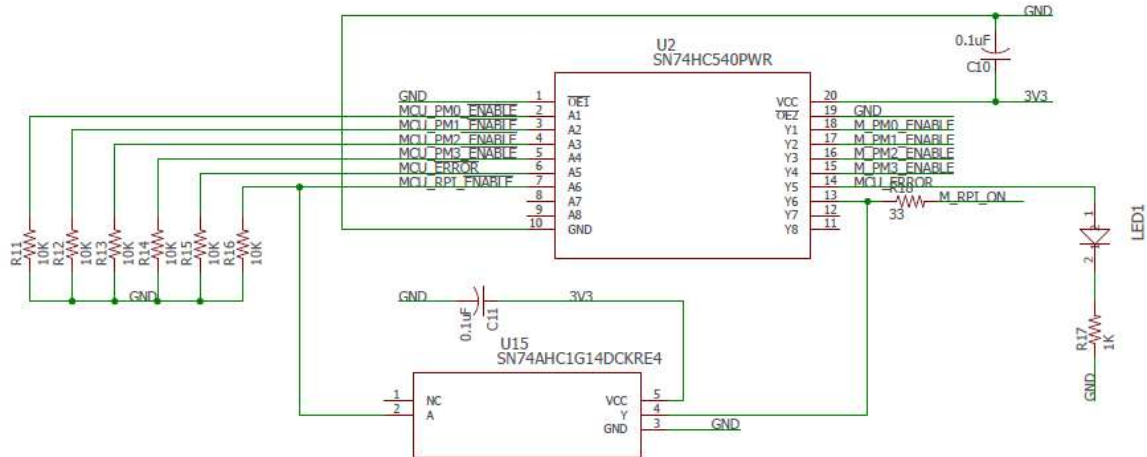 GND
0.1uF
C10
U2
SN74HC540PWR
3V3
GND 1 OE1 VCC 20
MCU_PM0_ENABLE 2 A1 OE2 19 GND
MCU_PM1_ENABLE 3 A2 Y1 18 M_PM0_ENABLE
MCU_PM2_ENABLE 4 A3 Y2 17 M_PM1_ENABLE
MCU_PM3_ENABLE 5 A4 Y3 16 M_PM2_ENABLE
MCU_ERROR 6 A5 Y4 15 M_PM3_ENABLE
MCU_RPI_ENABLE 7 A6 Y5 14 MCU_ERROR
8 A7 Y6 13 R18 33 M_RPI_ON
9 A8 Y7 12
10 GND Y8 11
1 2 LED1
R11 10K R12 10K R13 10K R14 10K R15 10K R16 10K
GND
GND 0.1uF C11 3V3
R17 1K
GND
U15
SN74AHC1G14DCKRE4
1 NC VCC 5
2 A Y 4
GND 3 GND